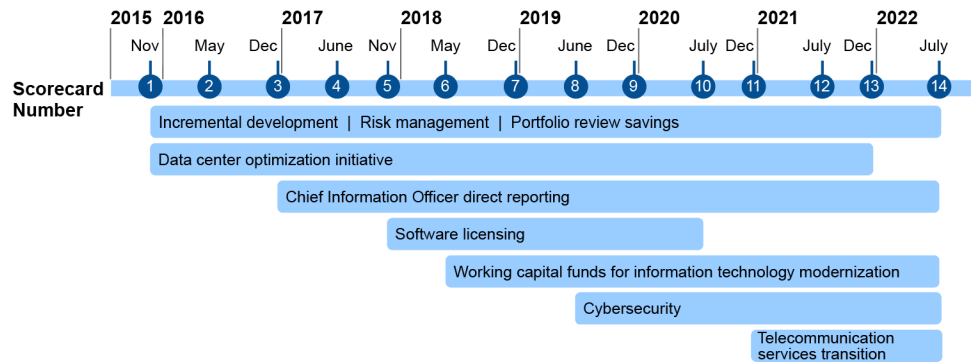 2015 2016 2017 2018 2019 2020 2021 2022
Nov May Dec June Nov May Dec June Dec July Dec July Dec July
Scorecard
Number
1 2 3 4 5 6 7 8 9 10 11 12 13 14
Incremental development | Risk management | Portfolio review savings
Data center optimization initiative
Chief Information Officer direct reporting
Software licensing
Working capital funds for information technology modernization
Cybersecurity
Telecommunication
services transition